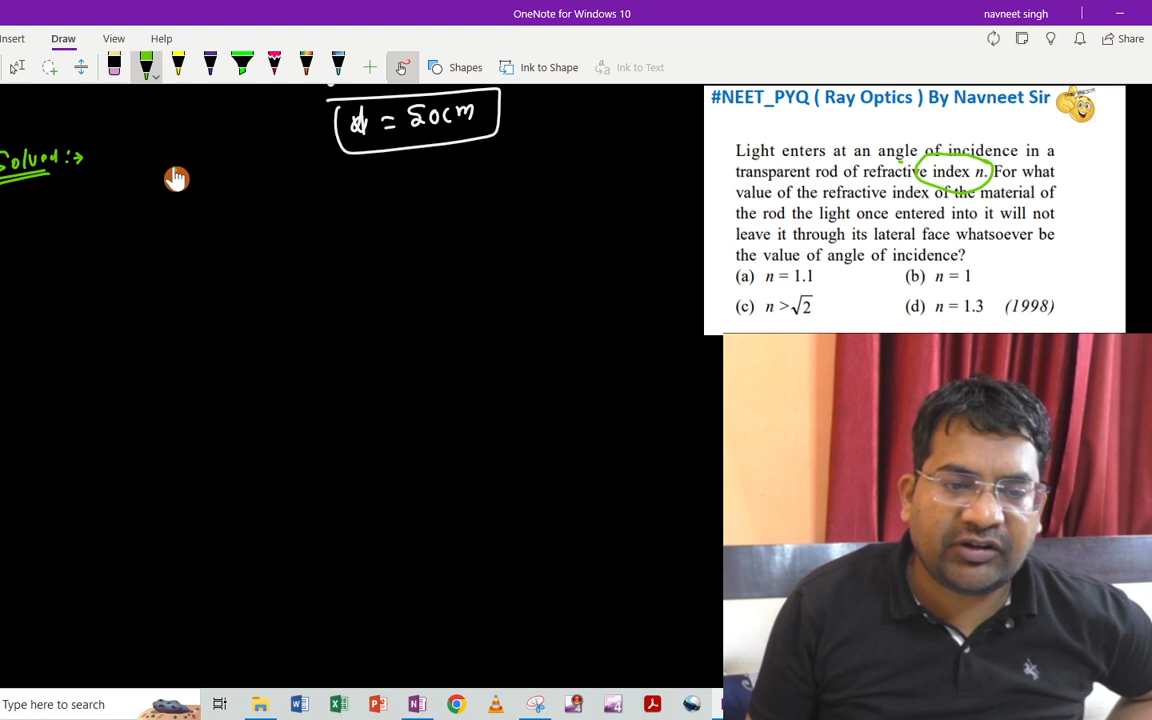 OneNote for Windows 10
navneet singh
Insert
Draw
View
Help
Share
Shapes
Ink to Shape
Ink to Text
d = 50cm
Solved :→
#NEET_PYQ ( Ray Optics ) By Navneet Sir
Light enters at an angle of incidence in a
transparent rod of refractive index n. For what
value of the refractive index of the material of
the rod the light once entered into it will not
leave it through its lateral face whatsoever be
the value of angle of incidence?
(a) n = 1.1
(b) n = 1
(c) n >√2
(d) n = 1.3 (1998)
Type here to search